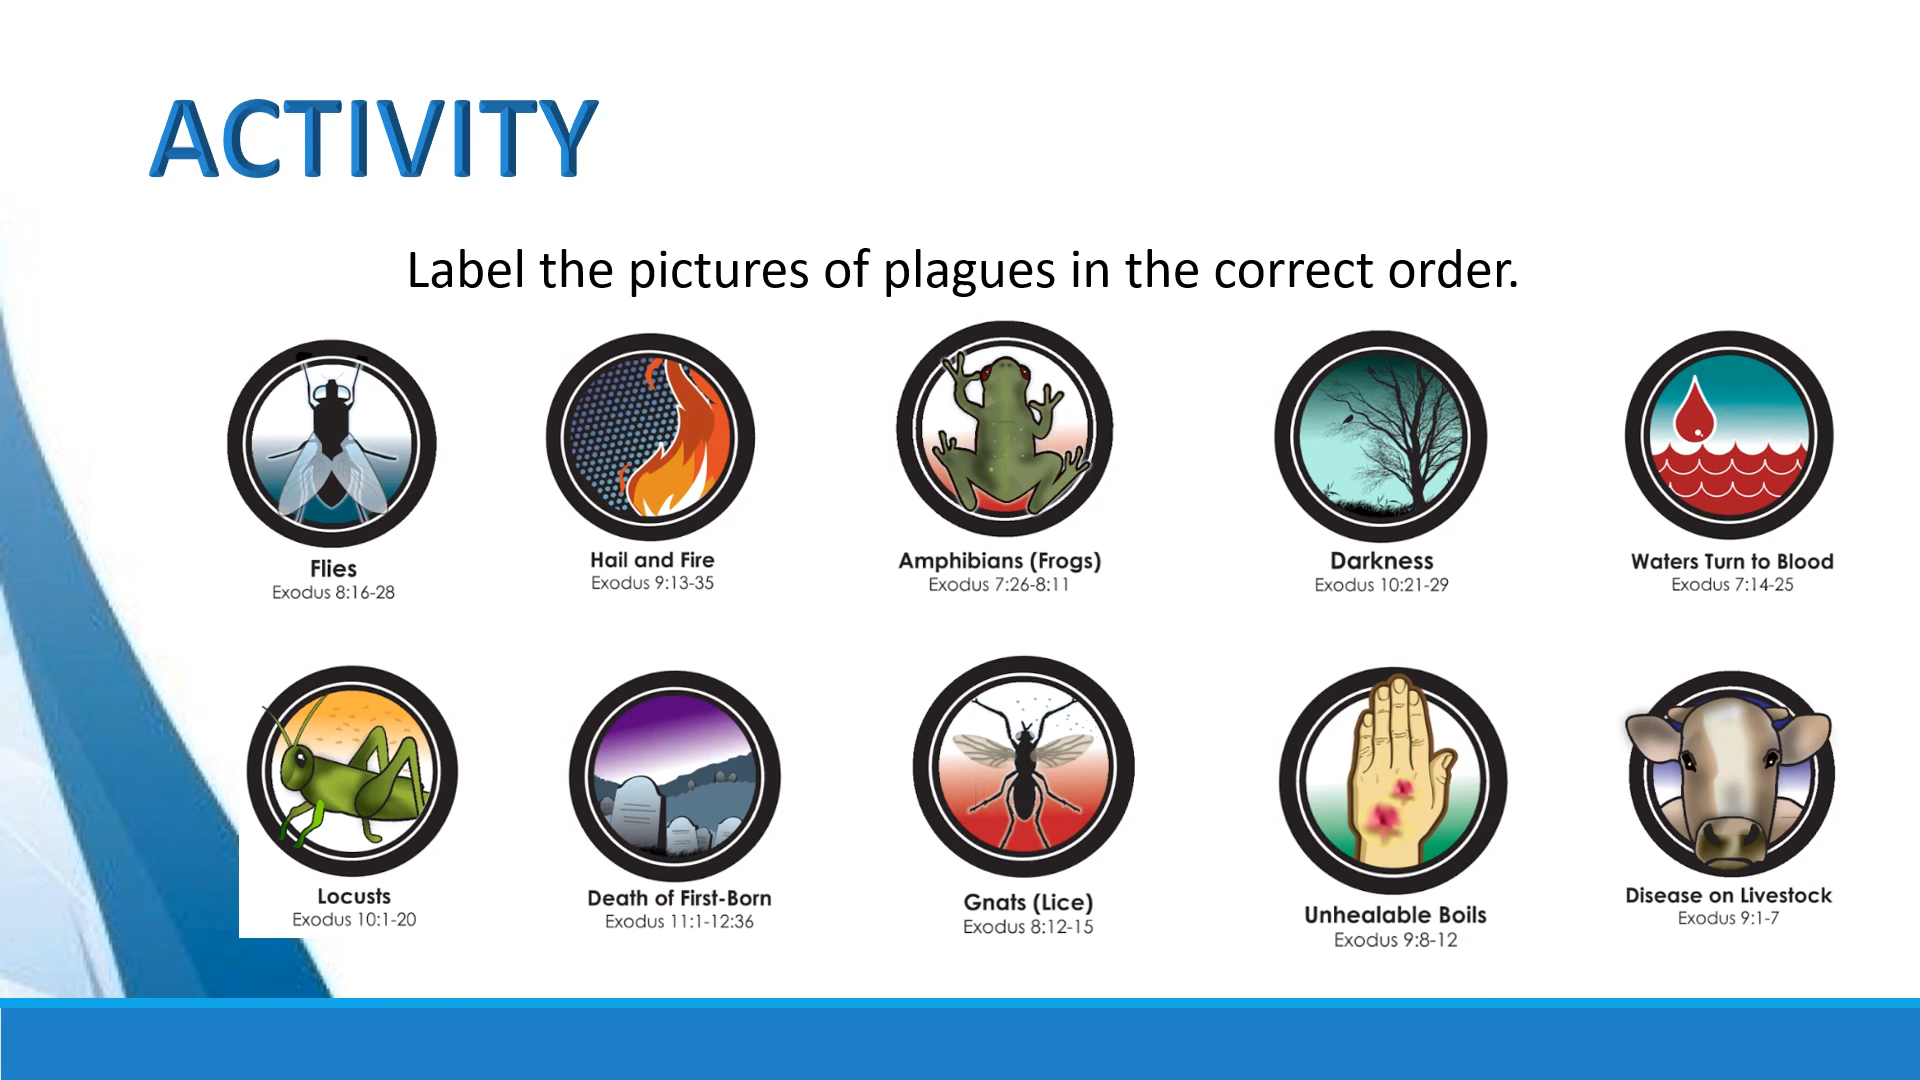 ACTIVITY
Label the pictures of plagues in the correct order.
Flies
Exodus 8:16-28
Hail and Fire
Exodus 9:13-35
Amphibians (Frogs)
Exodus 7:26-8:11
Darkness
Exodus 10:21-29
Waters Turn to Blood
Exodus 7:14-25
Locusts
Exodus 10:1-20
Death of First-Born
Exodus 11:1-12:36
Gnats (Lice)
Exodus 8:12-15
Unhealable Boils
Exodus 9:8-12
Disease on Livestock
Exodus 9:1-7